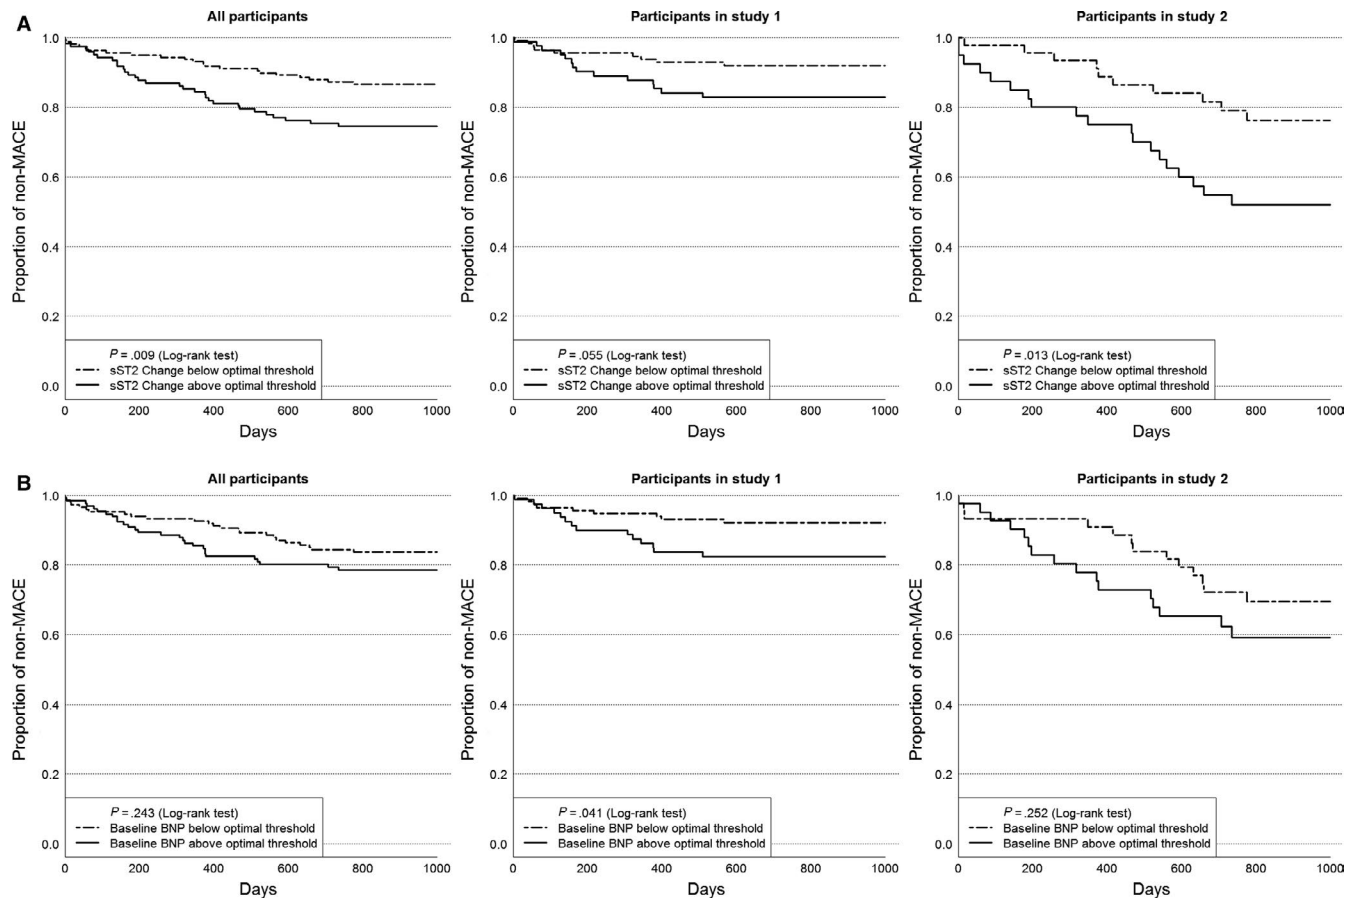 A
All participants
Proportion of non-MACE
1.0
0.8
0.6
0.4
0.2
0.0
P = .009 (Log-rank test)
sST2 Change below optimal threshold
sST2 Change above optimal threshold
0 200 400 600 800 1000
Days
Participants in study 1
Proportion of non-MACE
1.0
0.8
0.6
0.4
0.2
0.0
P = .055 (Log-rank test)
sST2 Change below optimal threshold
sST2 Change above optimal threshold
0 200 400 600 800 1000
Days
Participants in study 2
Proportion of non-MACE
1.0
0.8
0.6
0.4
0.2
0.0
P = .013 (Log-rank test)
sST2 Change below optimal threshold
sST2 Change above optimal threshold
0 200 400 600 800 1000
Days
B
All participants
Proportion of non-MACE
1.0
0.8
0.6
0.4
0.2
0.0
P = .243 (Log-rank test)
Baseline BNP below optimal threshold
Baseline BNP above optimal threshold
0 200 400 600 800 1000
Days
Participants in study 1
Proportion of non-MACE
1.0
0.8
0.6
0.4
0.2
0.0
P = .041 (Log-rank test)
Baseline BNP below optimal threshold
Baseline BNP above optimal threshold
0 200 400 600 800 1000
Days
Participants in study 2
Proportion of non-MACE
1.0
0.8
0.6
0.4
0.2
0.0
P = .252 (Log-rank test)
Baseline BNP below optimal threshold
Baseline BNP above optimal threshold
0 200 400 600 800 1000
Days